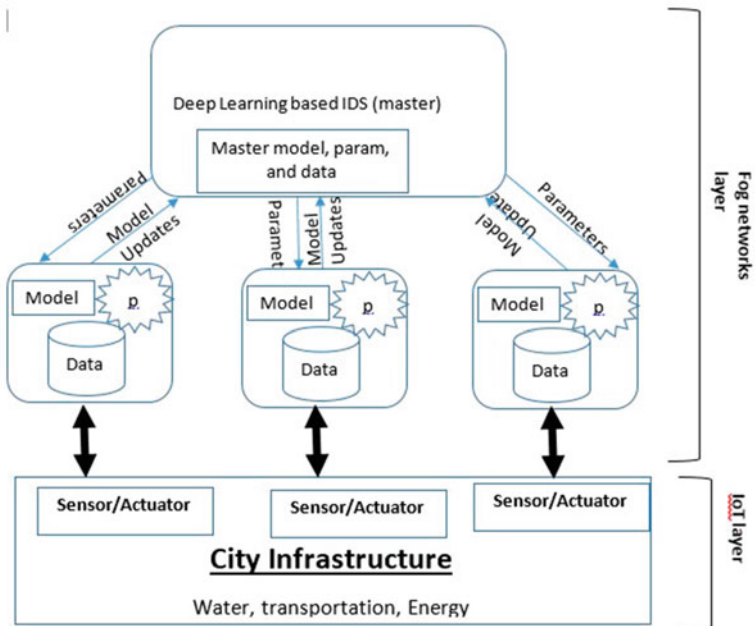 Deep Learning based IDS (master)
Master model, param,
and data
Parameters
Model
Updates
Paramet
Model
Updates
Model
Update
Parameters
Fog networks
layer
Model
p
Data
Model
p
Data
Model
p
Data
Sensor/Actuator
Sensor/Actuator
Sensor/Actuator
City Infrastructure
Water, transportation, Energy
IoT layer